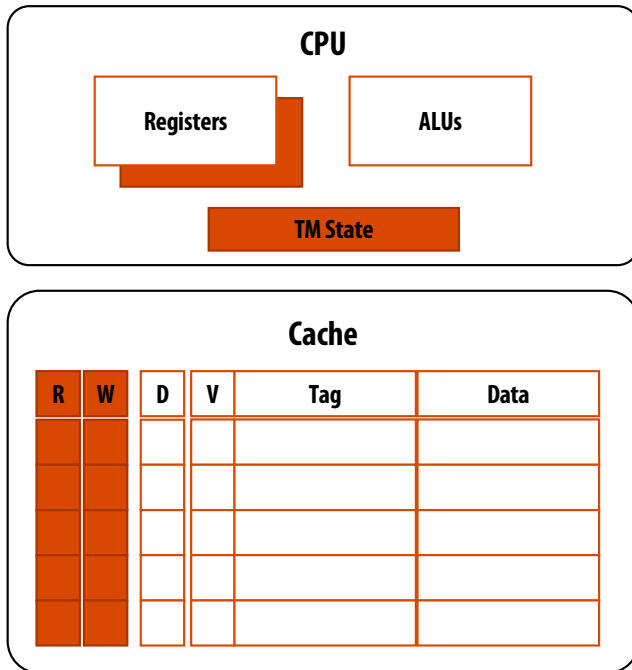 CPU
Registers
ALUs
TM State
Cache
R W D V Tag Data